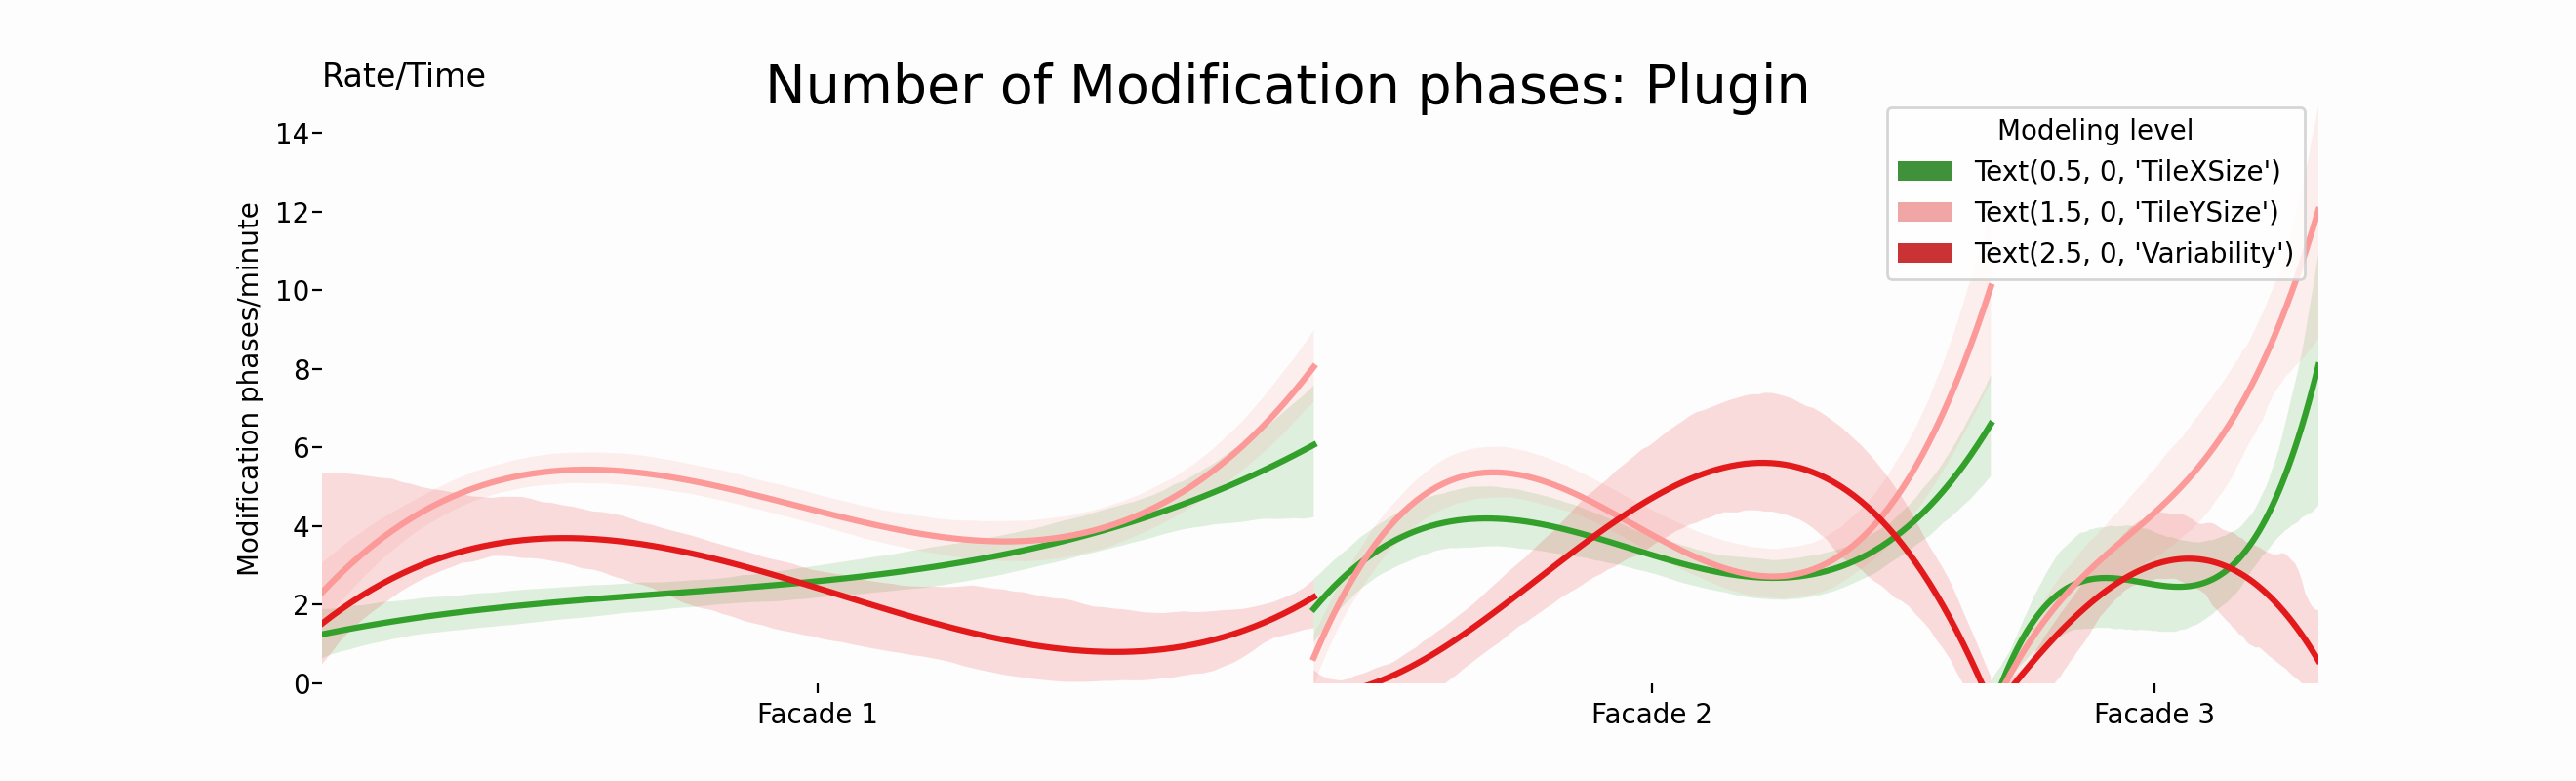 Rate/Time
Number of Modification phases: Plugin
Modification phases/minute
14
12
10
8
6
4
2
0
Modeling level
Text(0.5, 0, 'TileXSize')
Text(1.5, 0, 'TileYSize')
Text(2.5, 0, 'Variability')
Facade 1
Facade 2
Facade 3